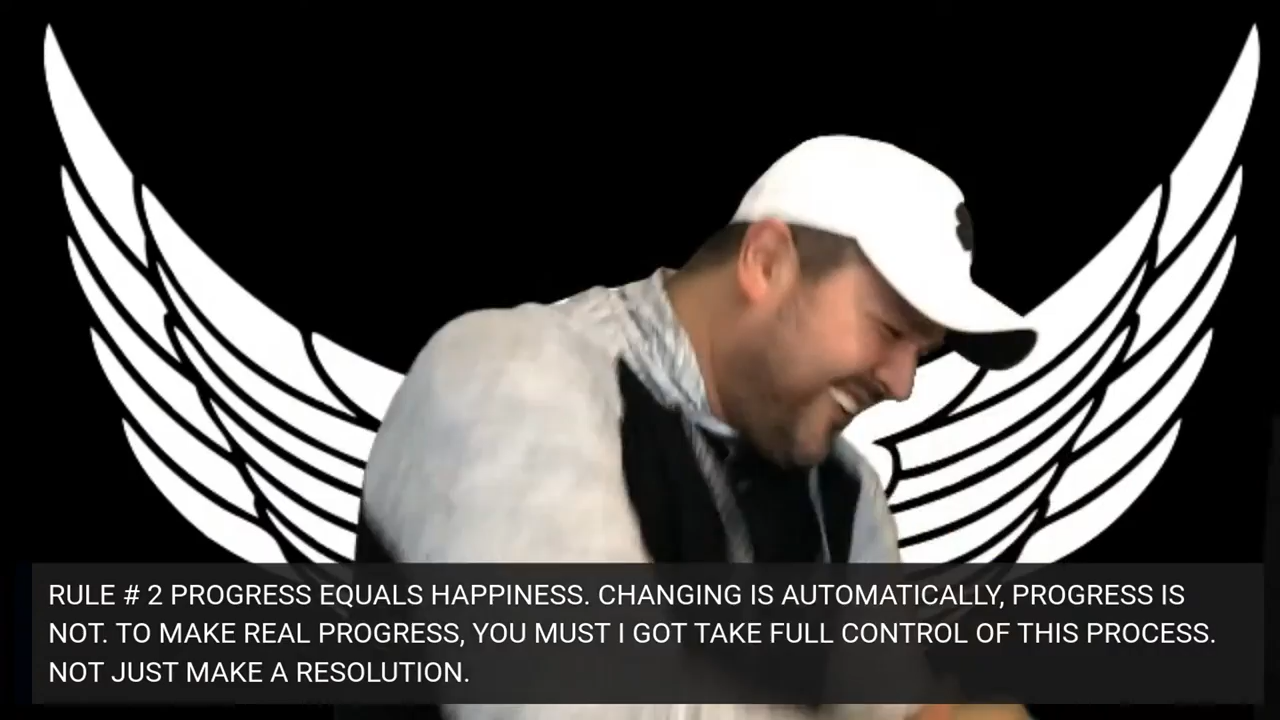 RULE # 2 PROGRESS EQUALS HAPPINESS. CHANGING IS AUTOMATICALLY, PROGRESS IS
NOT. TO MAKE REAL PROGRESS, YOU MUST I GOT TAKE FULL CONTROL OF THIS PROCESS.
NOT JUST MAKE A RESOLUTION.